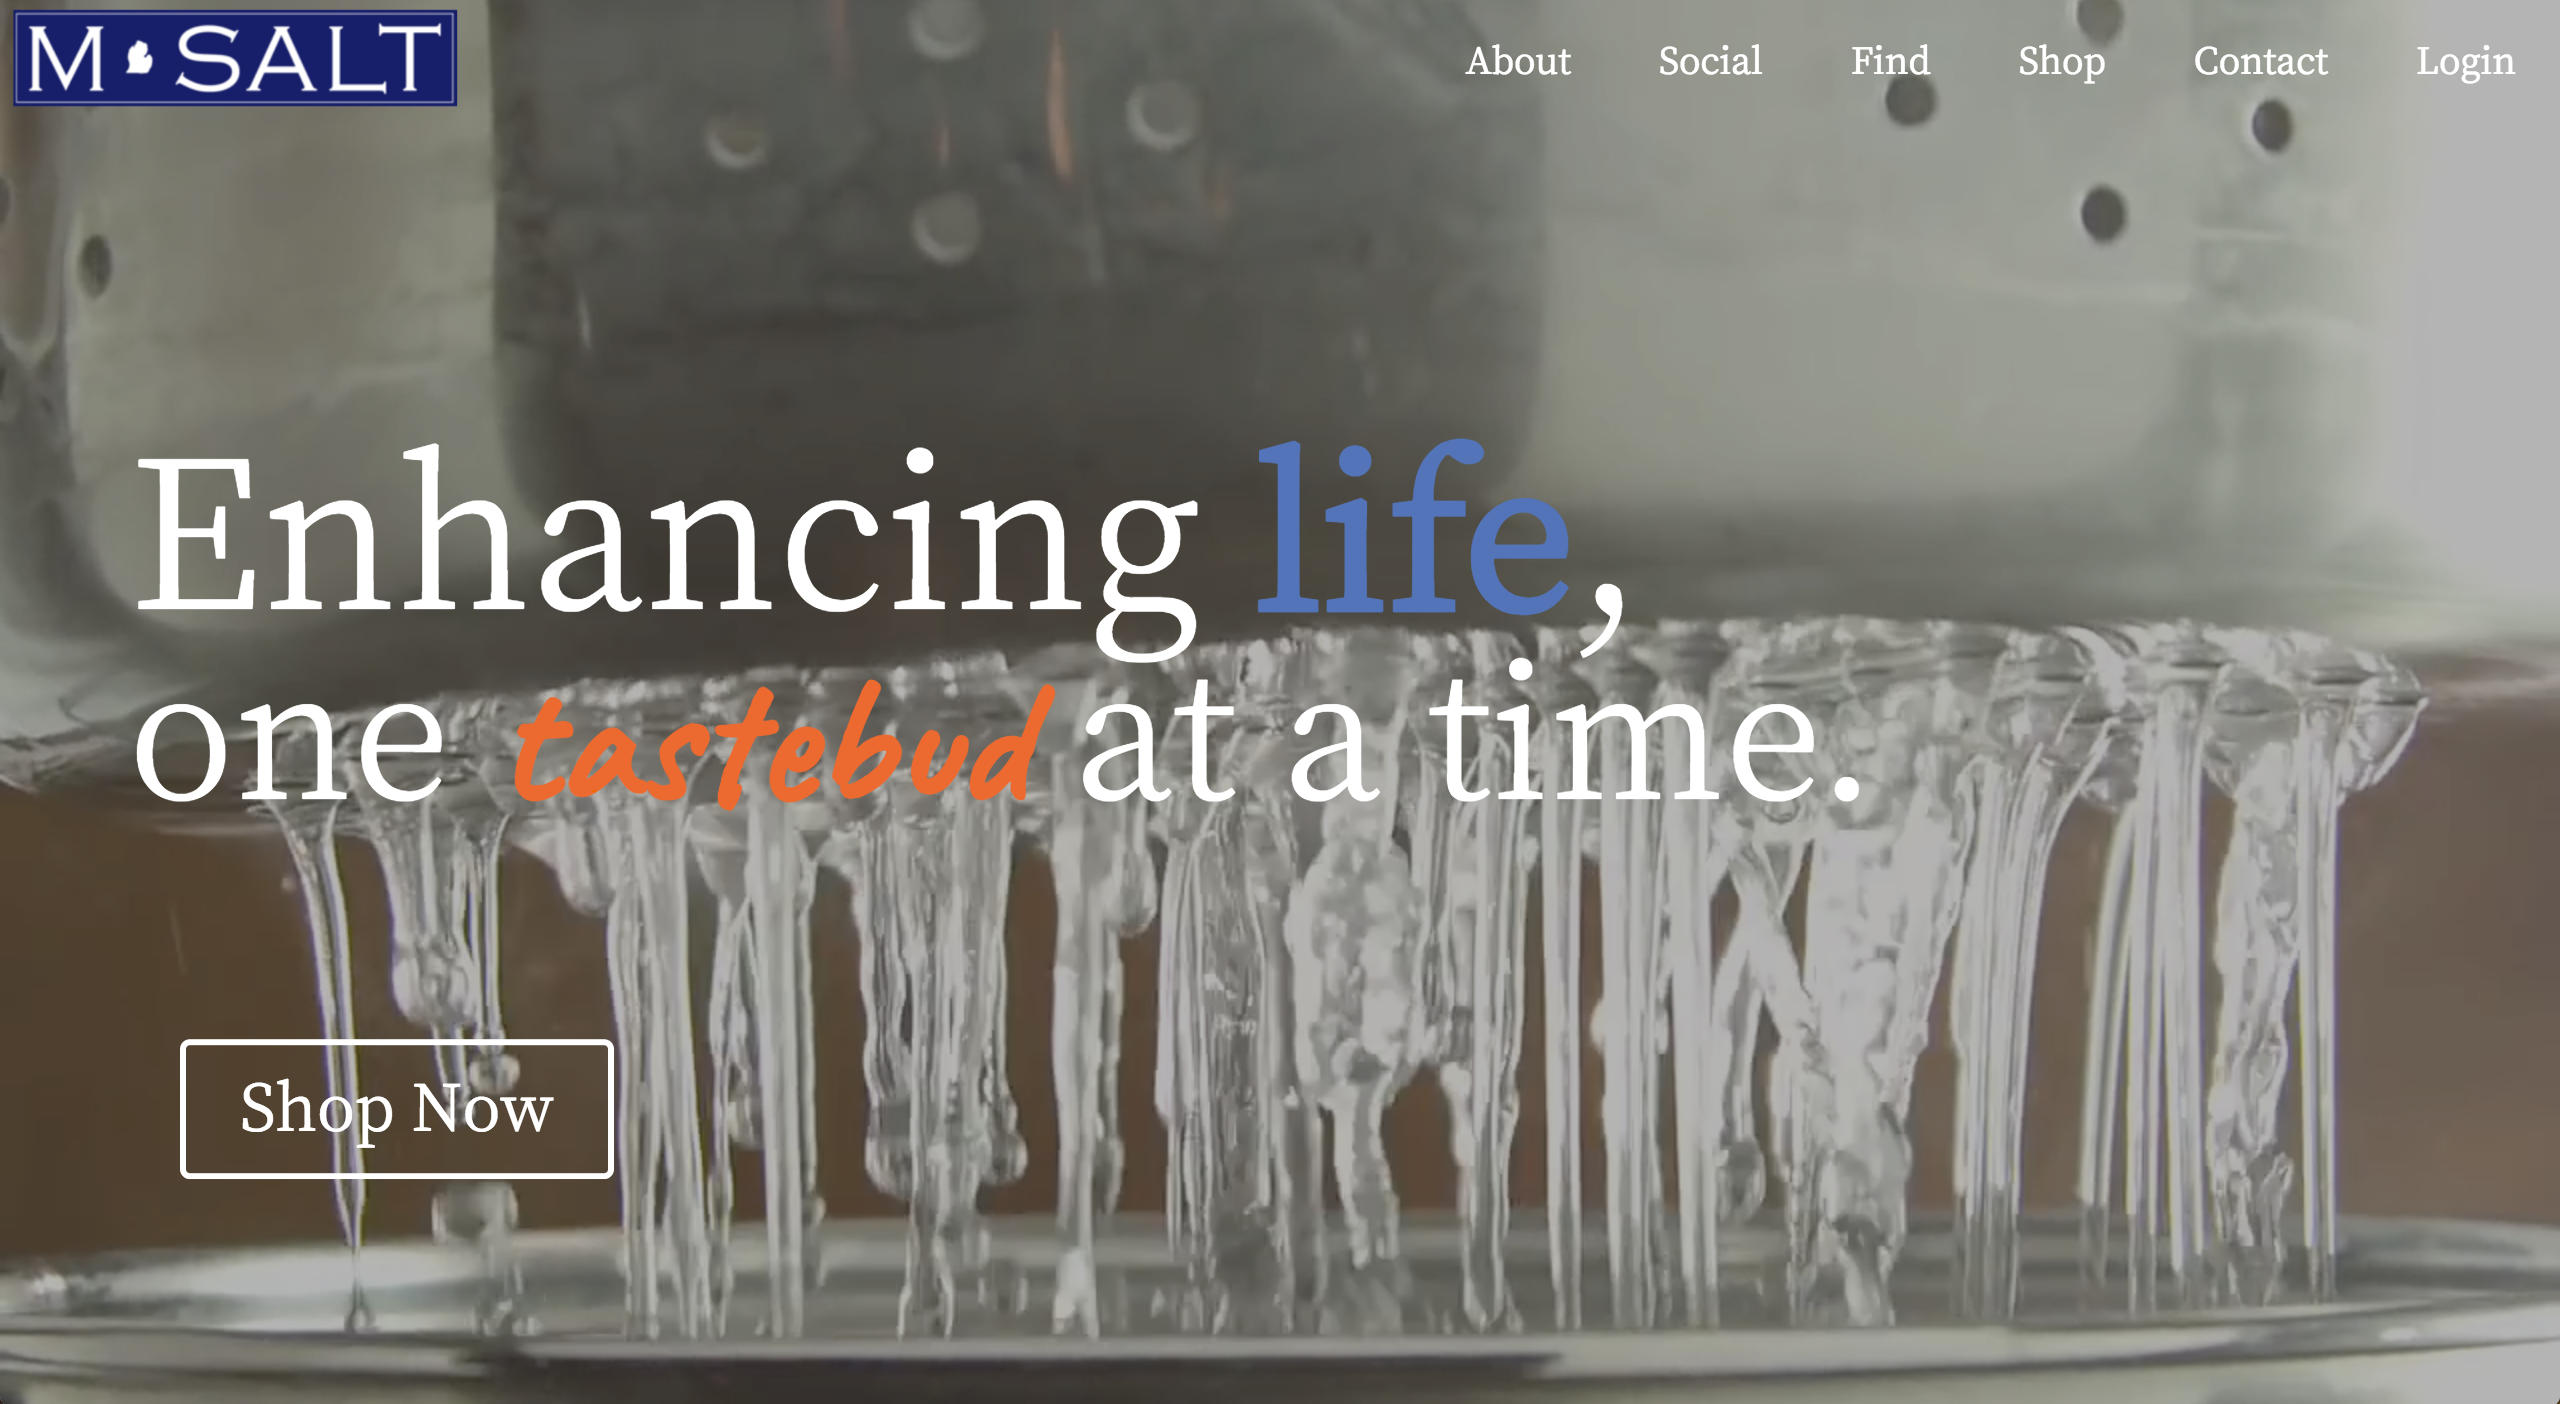 M SALT
About Social Find Shop Contact Login
Enhancing life,
one tastebud at a time.
Shop Now